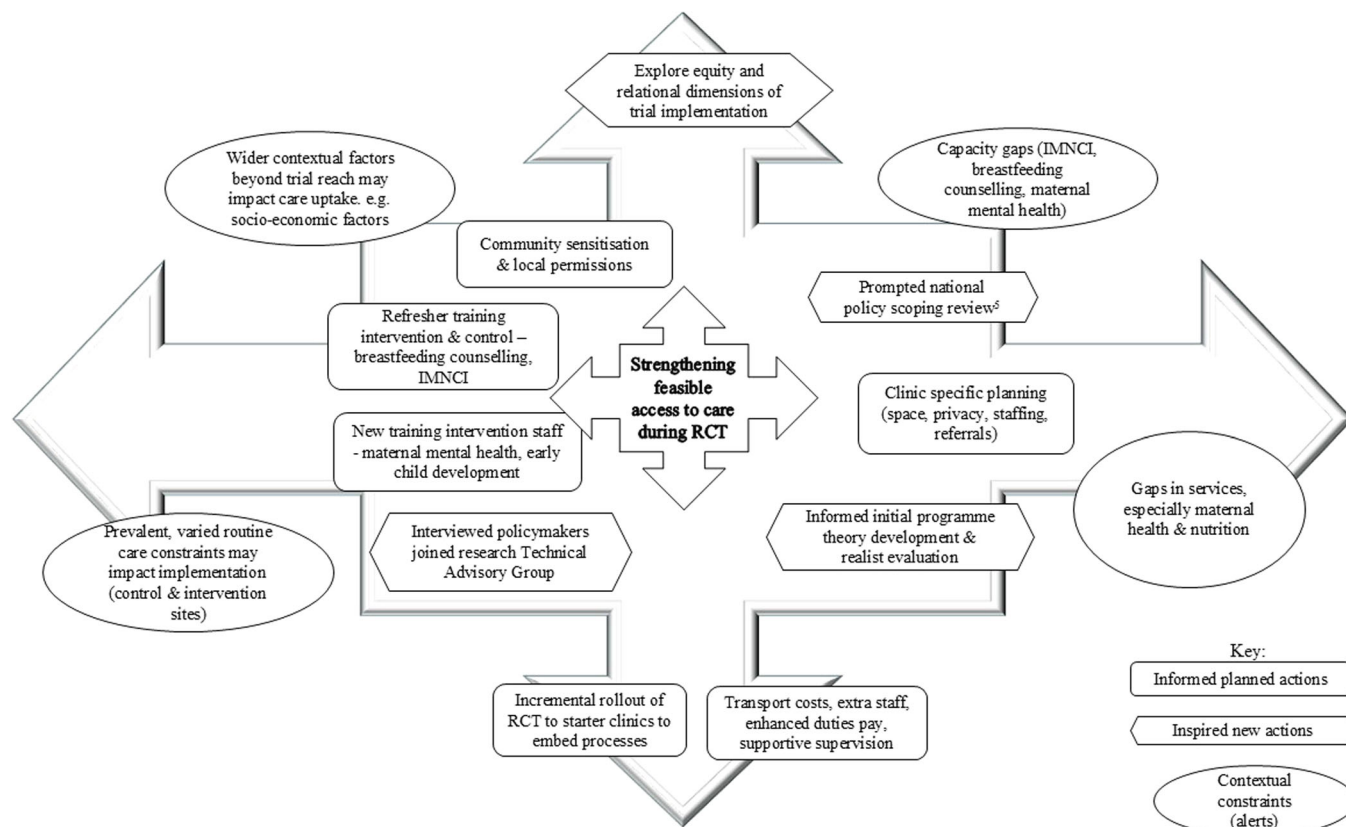 Explore equity and
relational dimensions of
trial implementation
Wider contextual factors
beyond trial reach may
impact care uptake. e.g.
socio-economic factors
Capacity gaps (IMNCI,
breastfeeding
counselling, maternal
mental health)
Community sensitisation
& local permissions
Prompted national
policy scoping review⁵
Refresher training
intervention & control –
breastfeeding counselling,
IMNCI
Strengthening
feasible
access to care
during RCT
Clinic specific planning
(space, privacy, staffing,
referrals)
New training intervention staff
- maternal mental health, early
child development
Gaps in services,
especially maternal
health & nutrition
Prevalent, varied routine
care constraints may
impact implementation
(control & intervention
sites)
Interviewed policymakers
joined research Technical
Advisory Group
Informed initial programme
theory development &
realist evaluation
Incremental rollout of
RCT to starter clinics to
embed processes
Transport costs, extra staff,
enhanced duties pay,
supportive supervision
Key:
Informed planned actions
Inspired new actions
Contextual
constraints
(alerts)